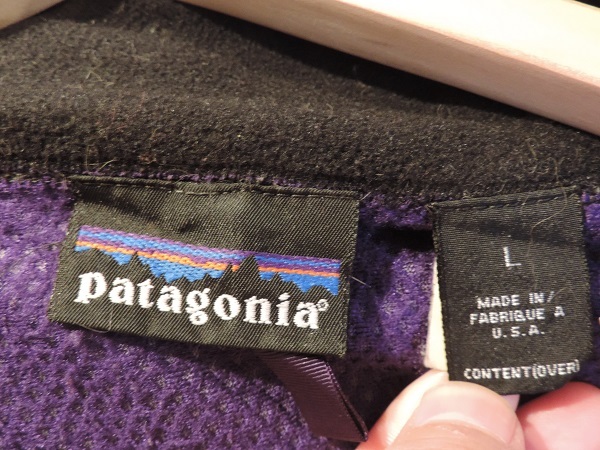 patagonia®
L
MADE IN/
FABRIQUE A
U.S.A.
CONTENT(OVER)